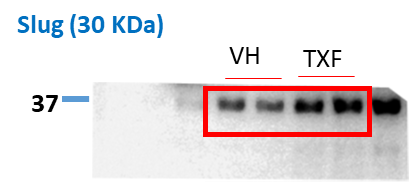 Slug (30 KDa)
VH TXF
37